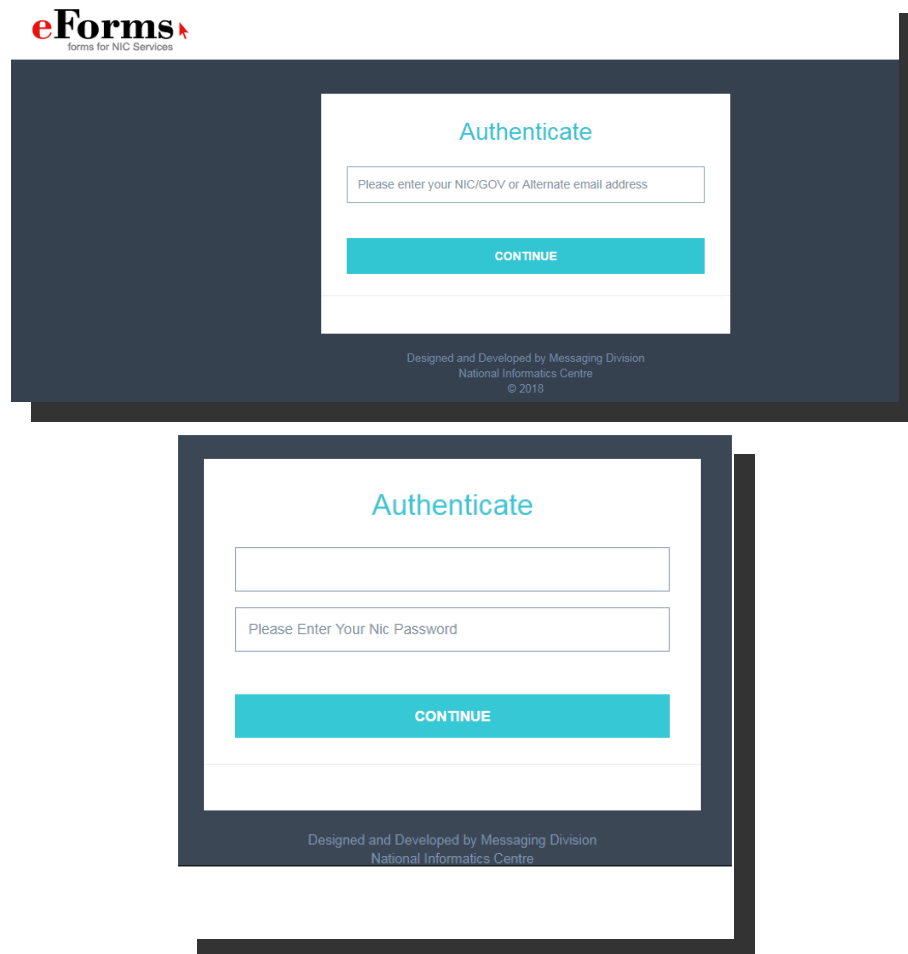 eForms
forms for NIC Services
Authenticate
Please enter your NIC/GOV or Alternate email address
CONTINUE
Designed and Developed by Messaging Division
National Informatics Centre
© 2018
Authenticate
Please Enter Your Nic Password
CONTINUE
Designed and Developed by Messaging Division
National Informatics Centre